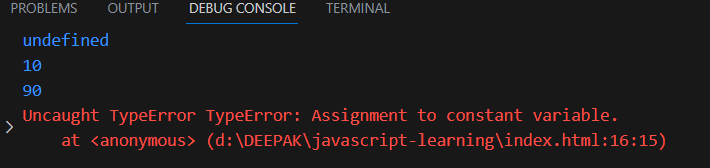 PROBLEMS OUTPUT DEBUG CONSOLE TERMINAL
undefined
10
90
Uncaught TypeError TypeError: Assignment to constant variable.
at <anonymous> (d:\DEEPAK\javascript-learning\index.html:16:15)